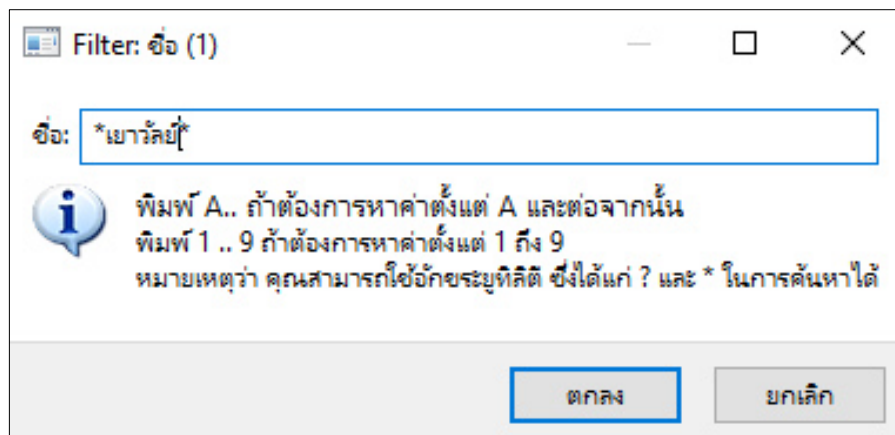 Filter: ชื่อ (1)
ชื่อ: *เยาวัลย์*
พิมพ์ A.. ถ้าต้องการหาค่าตั้งแต่ A และต่อจากนั้น
พิมพ์ 1 .. 9 ถ้าต้องการหาค่าตั้งแต่ 1 ถึง 9
หมายเหตุว่า คุณสามารถใช้อักขระยูทิลิตี ซึ่งได้แก่ ? และ * ในการค้นหาได้
ตกลง ยกเลิก